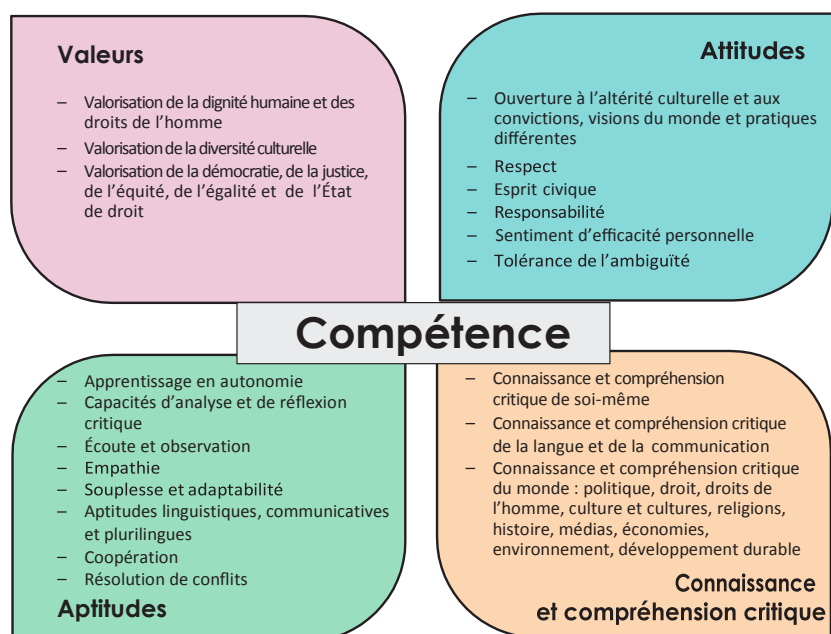 Valeurs
– Valorisation de la dignité humaine et des
droits de l’homme
– Valorisation de la diversité culturelle
– Valorisation de la démocratie, de la justice,
de l’équité, de l’égalité et de l’État
de droit
Attitudes
– Ouverture à l’altérité culturelle et aux
convictions, visions du monde et pratiques
différentes
– Respect
– Esprit civique
– Responsabilité
– Sentiment d’efficacité personnelle
– Tolérance de l’ambiguïté
Compétence
– Apprentissage en autonomie
– Capacités d’analyse et de réflexion
critique
– Écoute et observation
– Empathie
– Souplesse et adaptabilité
– Aptitudes linguistiques, communicatives
et plurilingues
– Coopération
– Résolution de conflits
Aptitudes
– Connaissance et compréhension
critique de soi-même
– Connaissance et compréhension critique
de la langue et de la communication
– Connaissance et compréhension critique
du monde : politique, droit, droits de
l’homme, culture et cultures, religions,
histoire, médias, économies,
environnement, développement durable
Connaissance
et compréhension critique